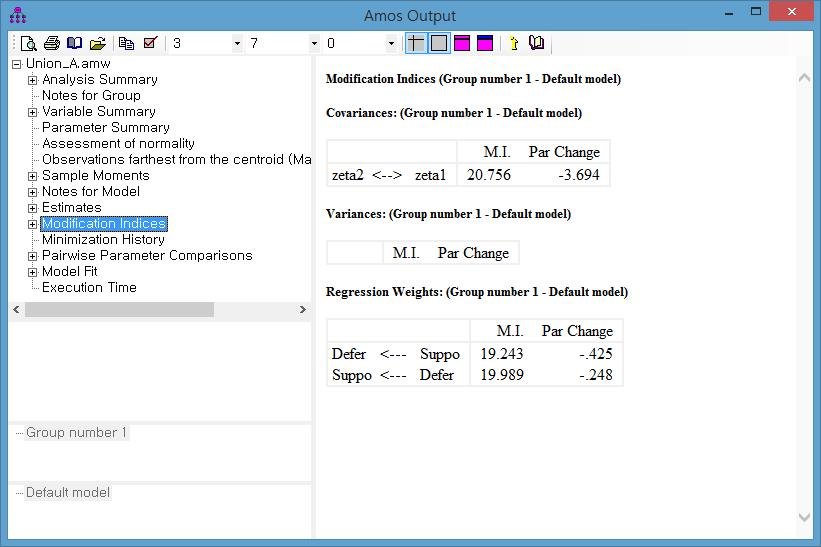 Amos Output
3 7 0
Union_A.amw
Analysis Summary
Notes for Group
Variable Summary
Parameter Summary
Assessment of normality
Observations farthest from the centroid (Ma
Sample Moments
Notes for Model
Estimates
Modification Indices
Minimization History
Pairwise Parameter Comparisons
Model Fit
Execution Time
Group number 1
Default model
Modification Indices (Group number 1 - Default model)
Covariances: (Group number 1 - Default model)
M.I. Par Change
zeta2 <--> zeta1 20.756 -3.694
Variances: (Group number 1 - Default model)
M.I. Par Change
Regression Weights: (Group number 1 - Default model)
M.I. Par Change
Defer <--- Suppo 19.243 -.425
Suppo <--- Defer 19.989 -.248